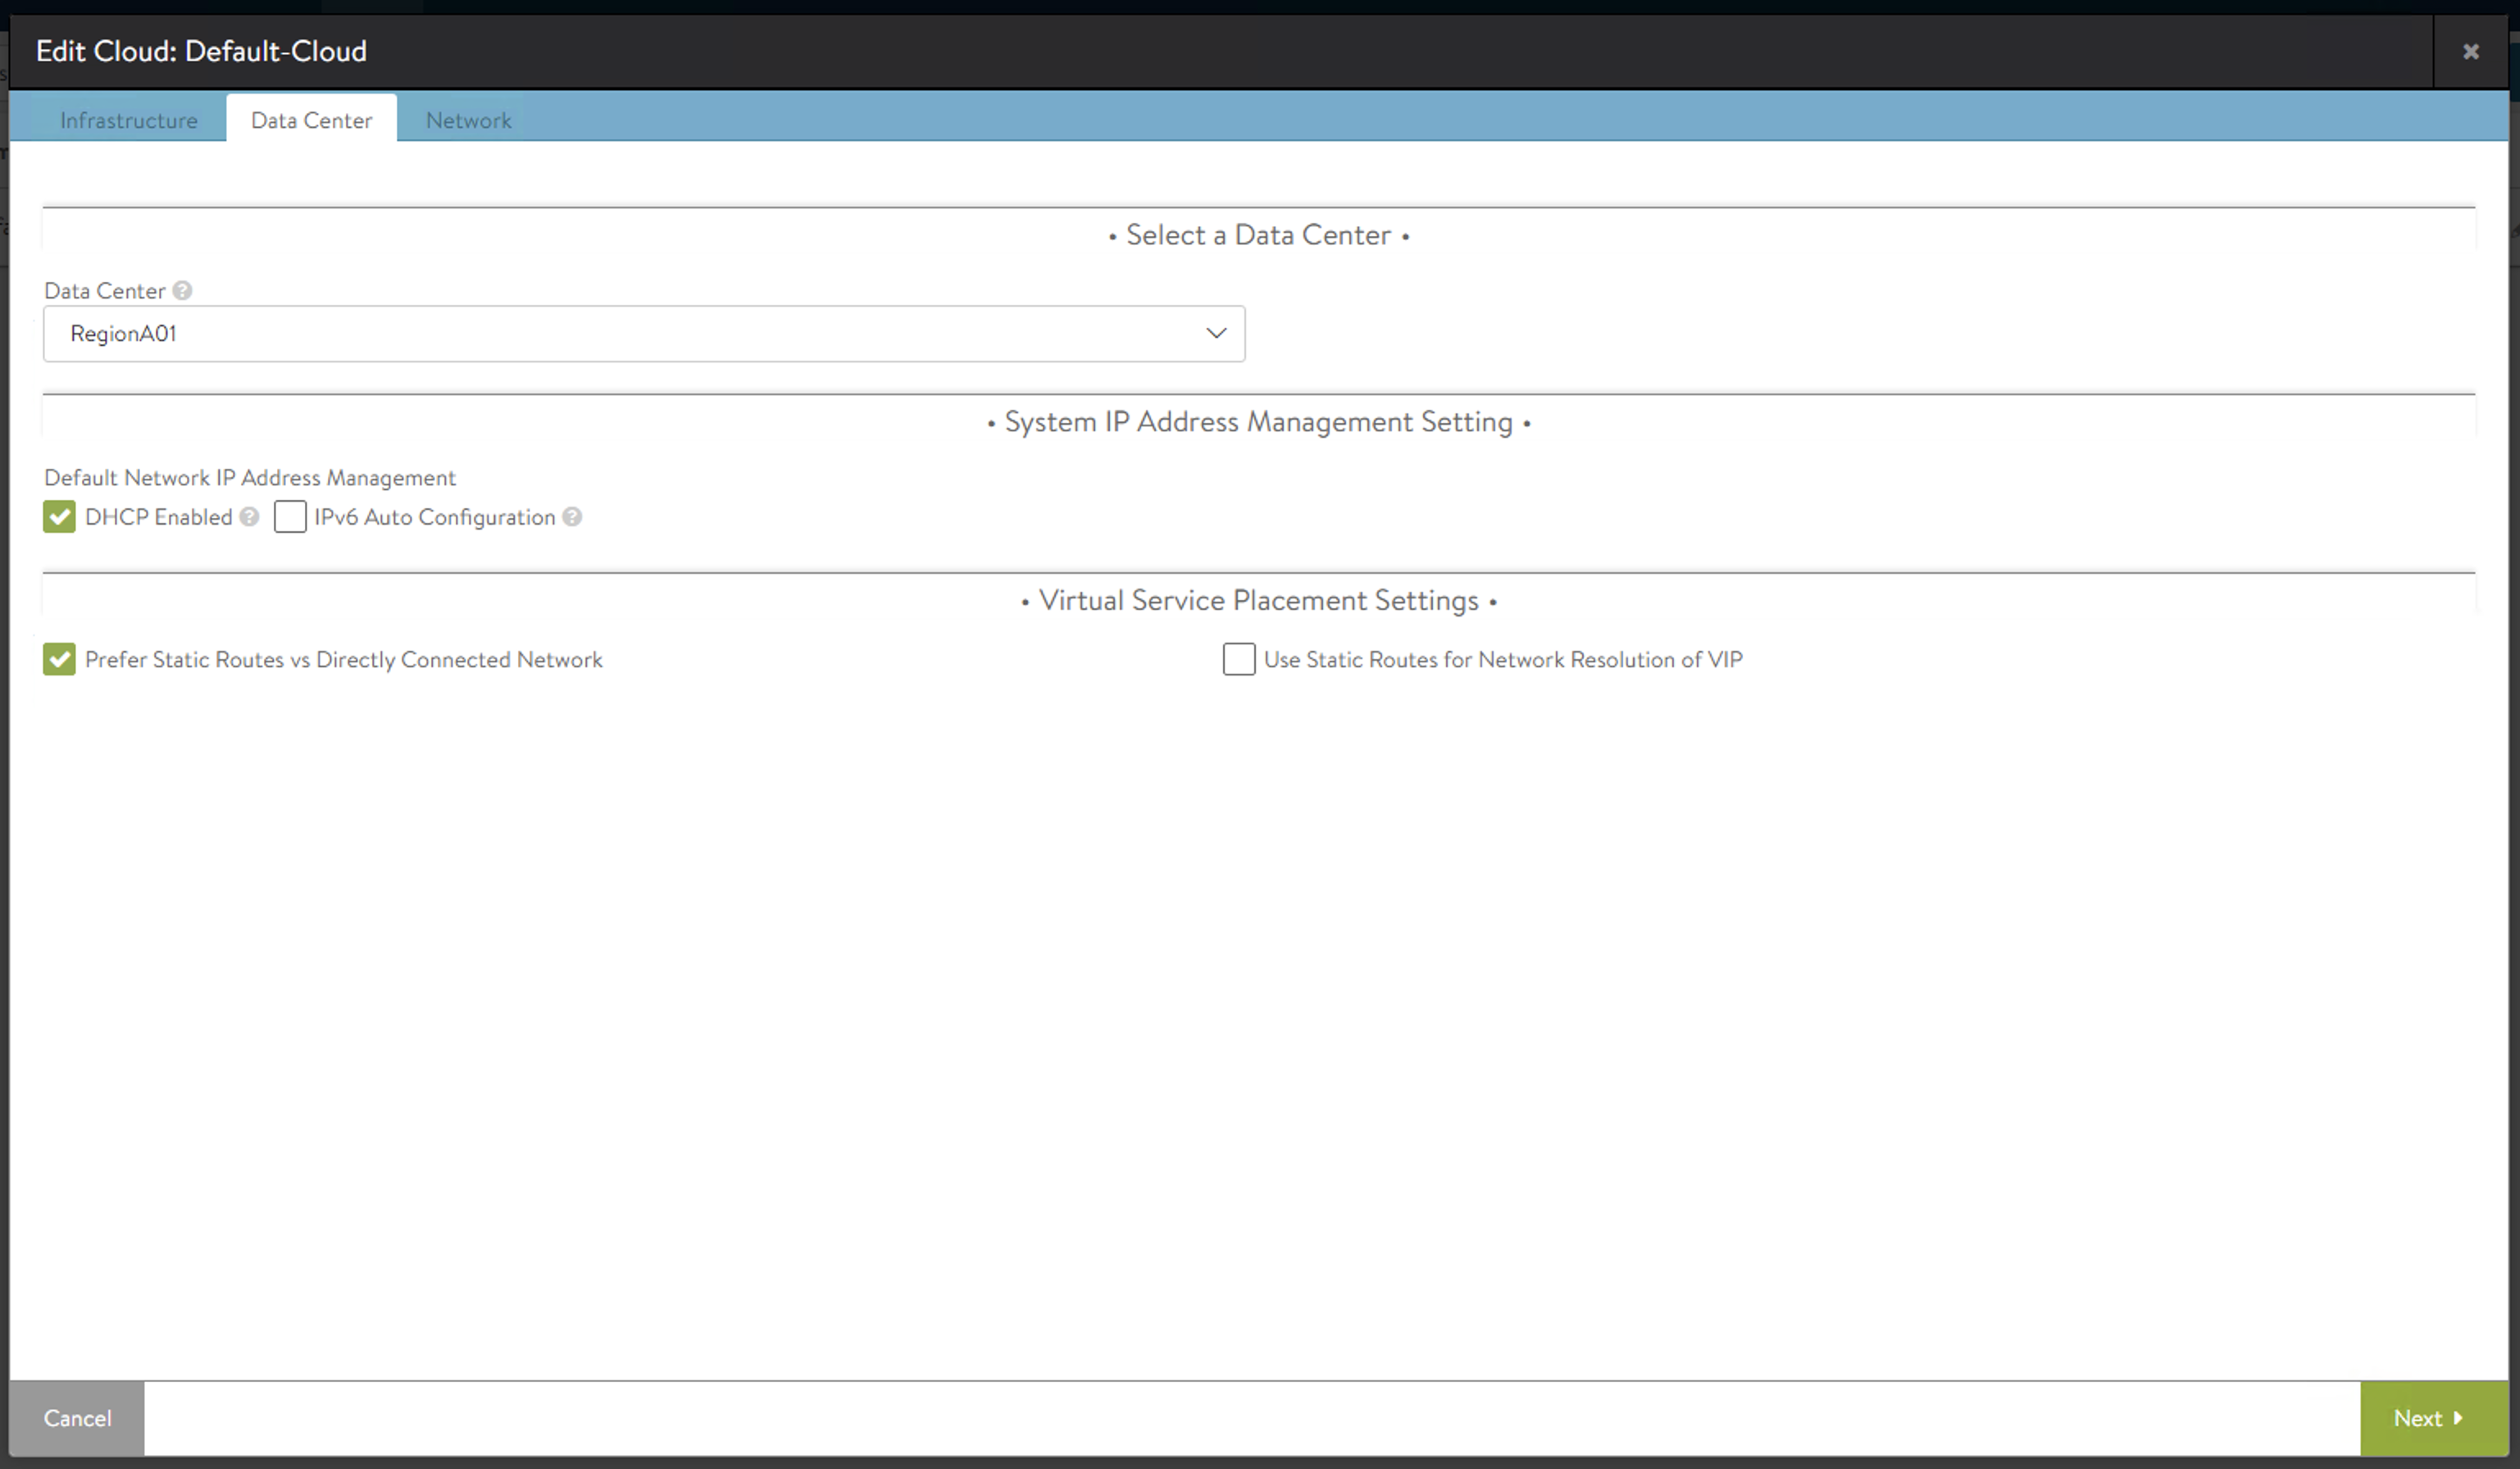 Edit Cloud: Default-Cloud
Infrastructure
Data Center
Network
• Select a Data Center •
Data Center
RegionA01
• System IP Address Management Setting •
Default Network IP Address Management
DHCP Enabled
IPv6 Auto Configuration
• Virtual Service Placement Settings •
Prefer Static Routes vs Directly Connected Network
Use Static Routes for Network Resolution of VIP
Cancel
Next